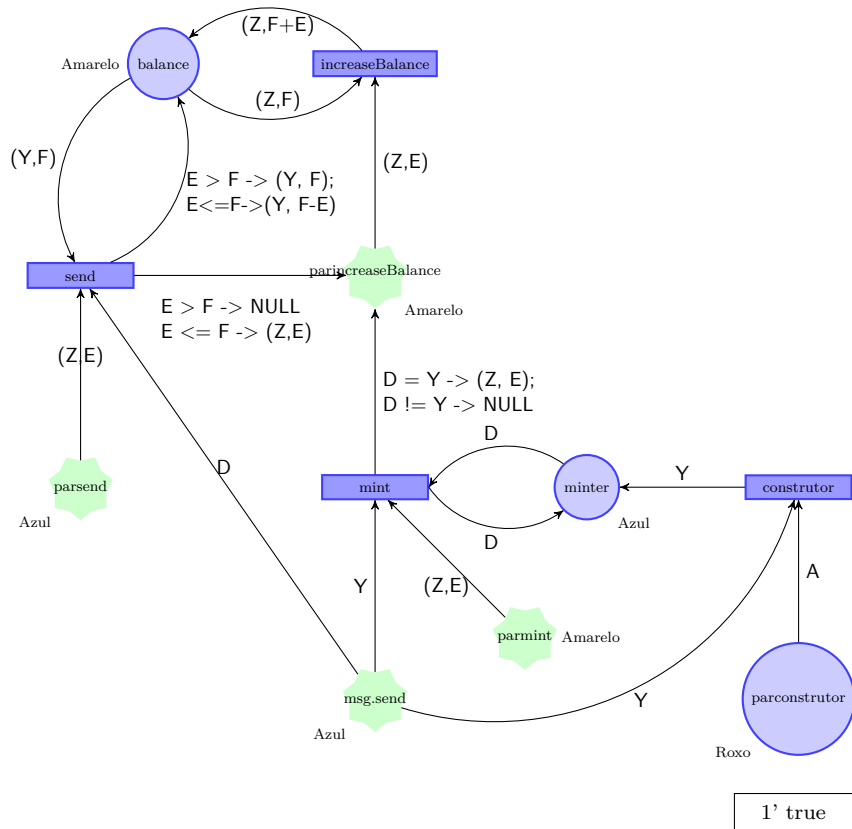 (Z,F+E)
Amarelo
balance
increaseBalance
(Z,F)
(Y,F)
(Z,E)
E > F -> (Y, F);
E<=F->(Y, F-E)
send
parincreaseBalance
E > F -> NULL
E <= F -> (Z,E)
Amarelo
(Z,E)
D = Y -> (Z, E);
D != Y -> NULL
D
D
parsend
mint
minter
Y
construtor
Azul
Azul
D
Y
(Z,E)
A
parmint
Amarelo
msg.send
Y
parconstrutor
Azul
Roxo
1' true